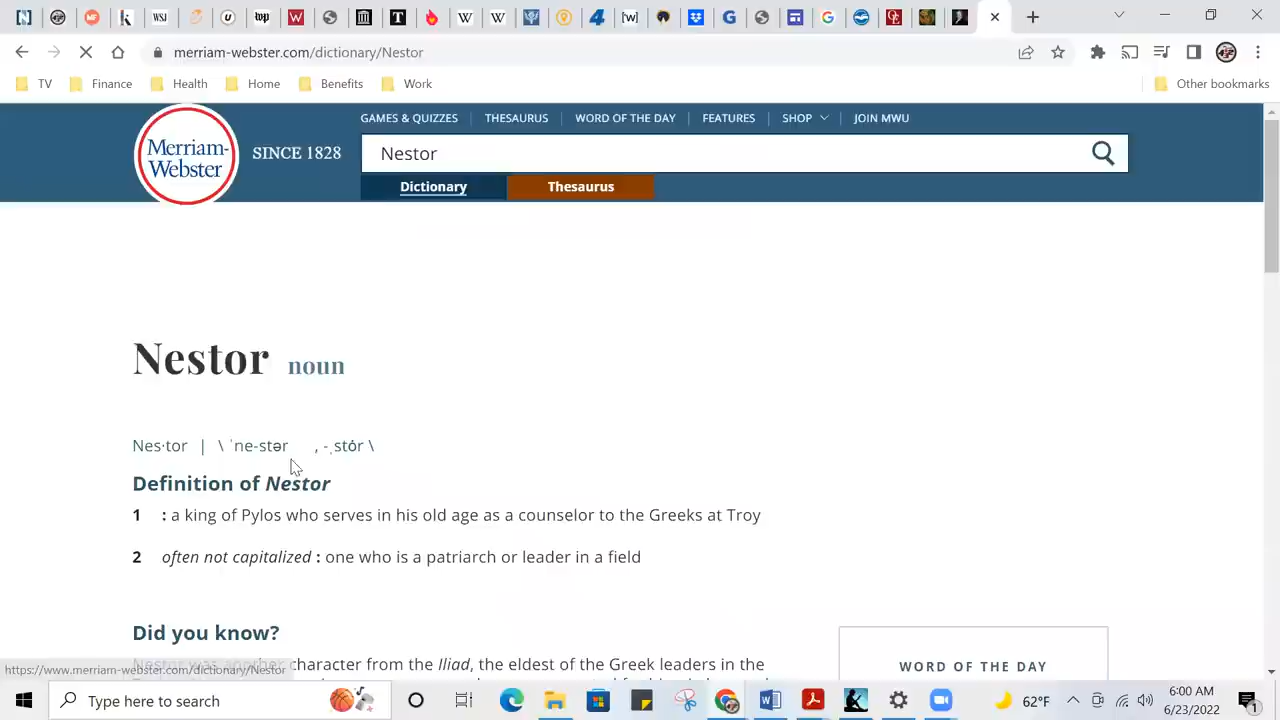 merriam-webster.com/dictionary/Nestor
TV Finance Health Home Benefits Work Other bookmarks
GAMES & QUIZZES | THESAURUS | WORD OF THE DAY | FEATURES | SHOP | JOIN MWU
Merriam-
Webster
SINCE 1828
Nestor
Dictionary Thesaurus
Nestor noun
Nes·tor | \ ˈne-stər , -ˌstȯr \
Definition of Nestor
1 : a king of Pylos who serves in his old age as a counselor to the Greeks at Troy
2 often not capitalized : one who is a patriarch or leader in a field
Did you know?
Nestor was another character from the Iliad, the eldest of the Greek leaders in the
WORD OF THE DAY
https://www.merriam-webster.com/dictionary/Nestor
Type here to search
62°F
6:00 AM
6/23/2022